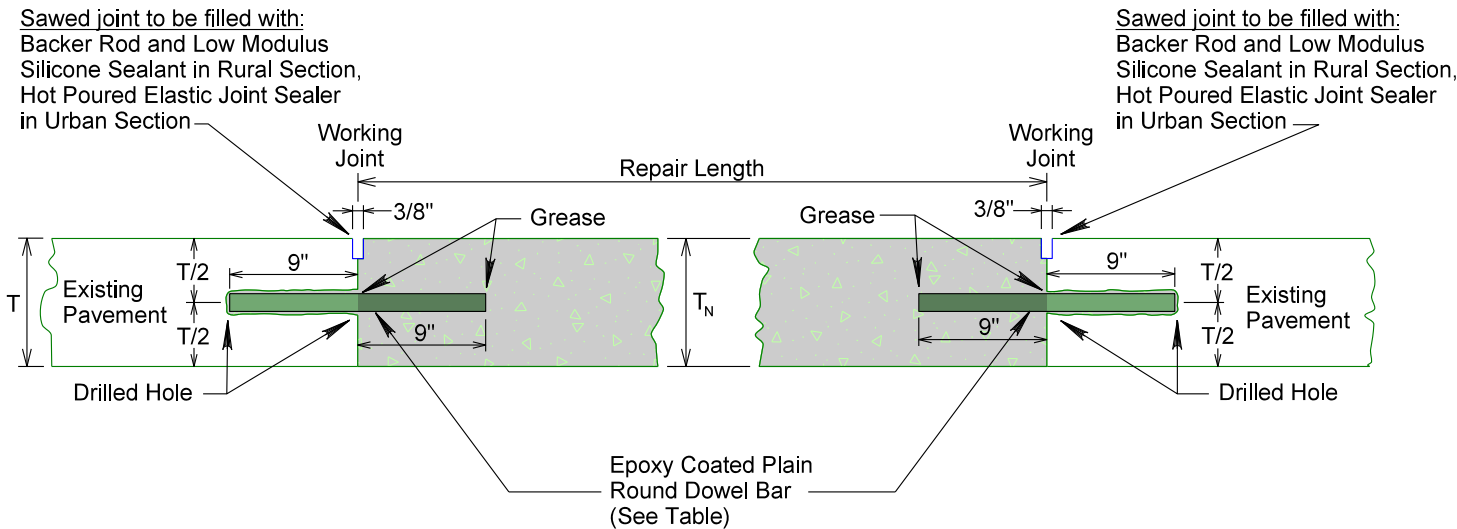 Sawed joint to be filled with:
Backer Rod and Low Modulus
Silicone Sealant in Rural Section,
Hot Poured Elastic Joint Sealer
in Urban Section
Sawed joint to be filled with:
Backer Rod and Low Modulus
Silicone Sealant in Rural Section,
Hot Poured Elastic Joint Sealer
in Urban Section
Working
Joint
Working
Joint
Repair Length
3/8"
Grease
Grease
3/8"
T
T/2
T/2
9"
Existing
Pavement
9"
Drilled Hole
TN
9"
9"
T/2
T/2
Existing
Pavement
Drilled Hole
Epoxy Coated Plain
Round Dowel Bar
(See Table)